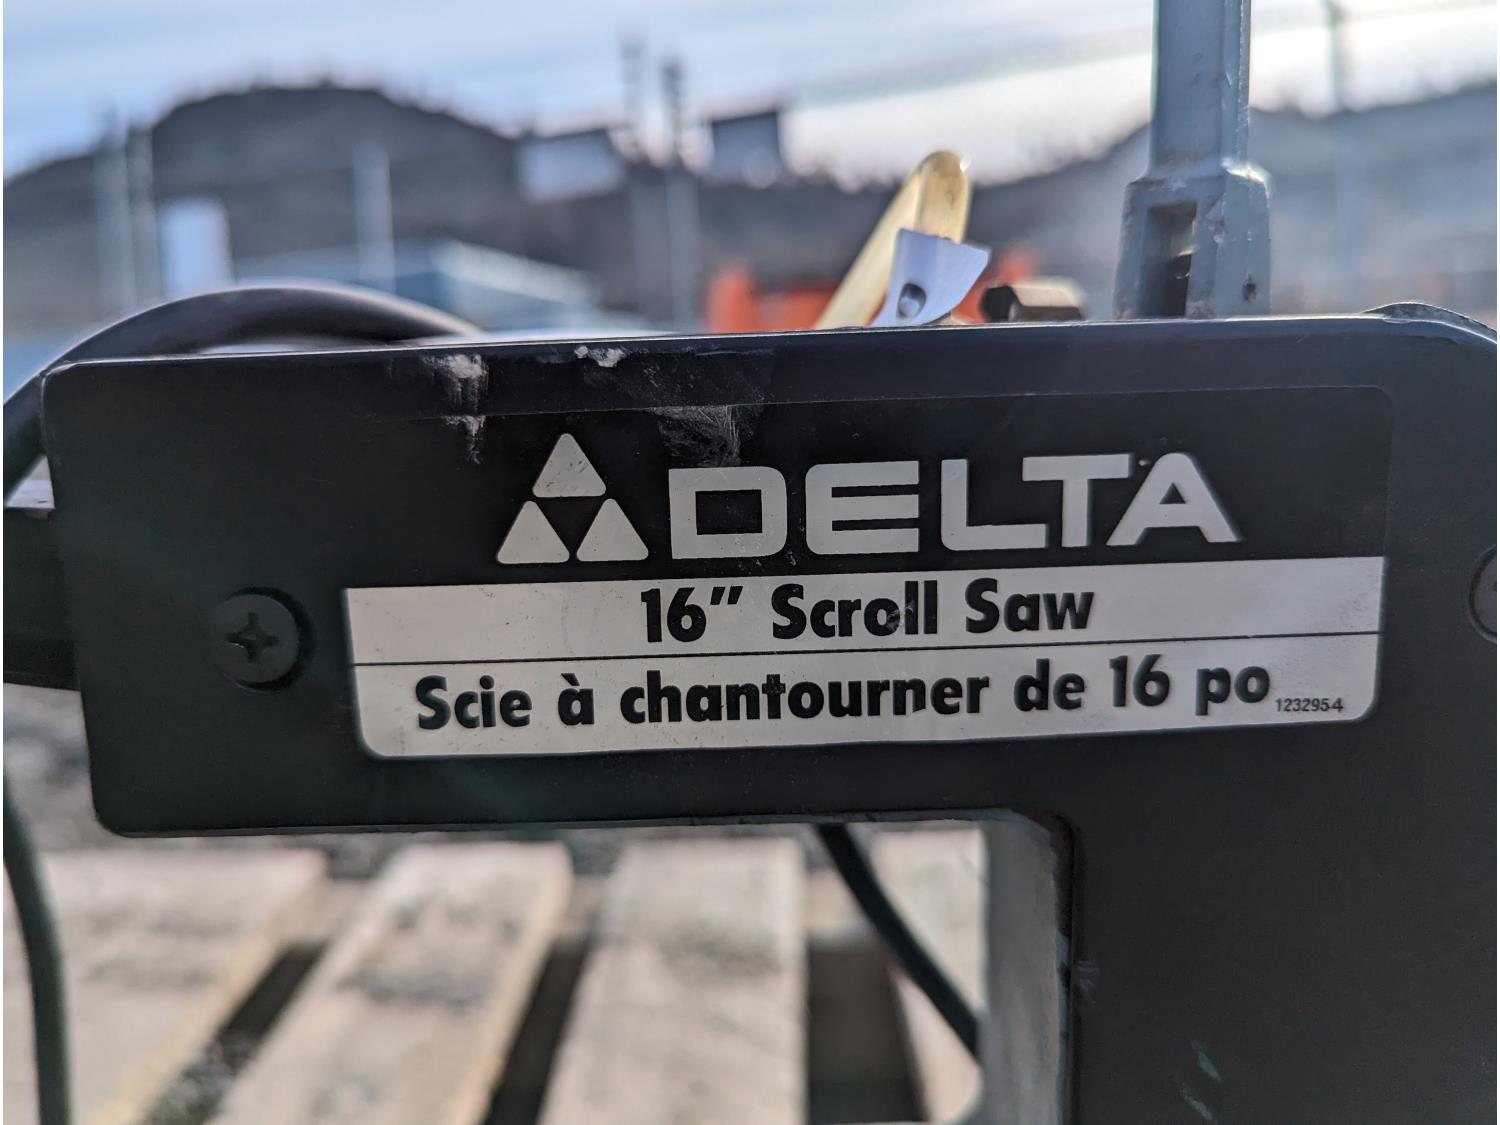 DELTA
16" Scroll Saw
Scie à chantourner de 16 po
1232954